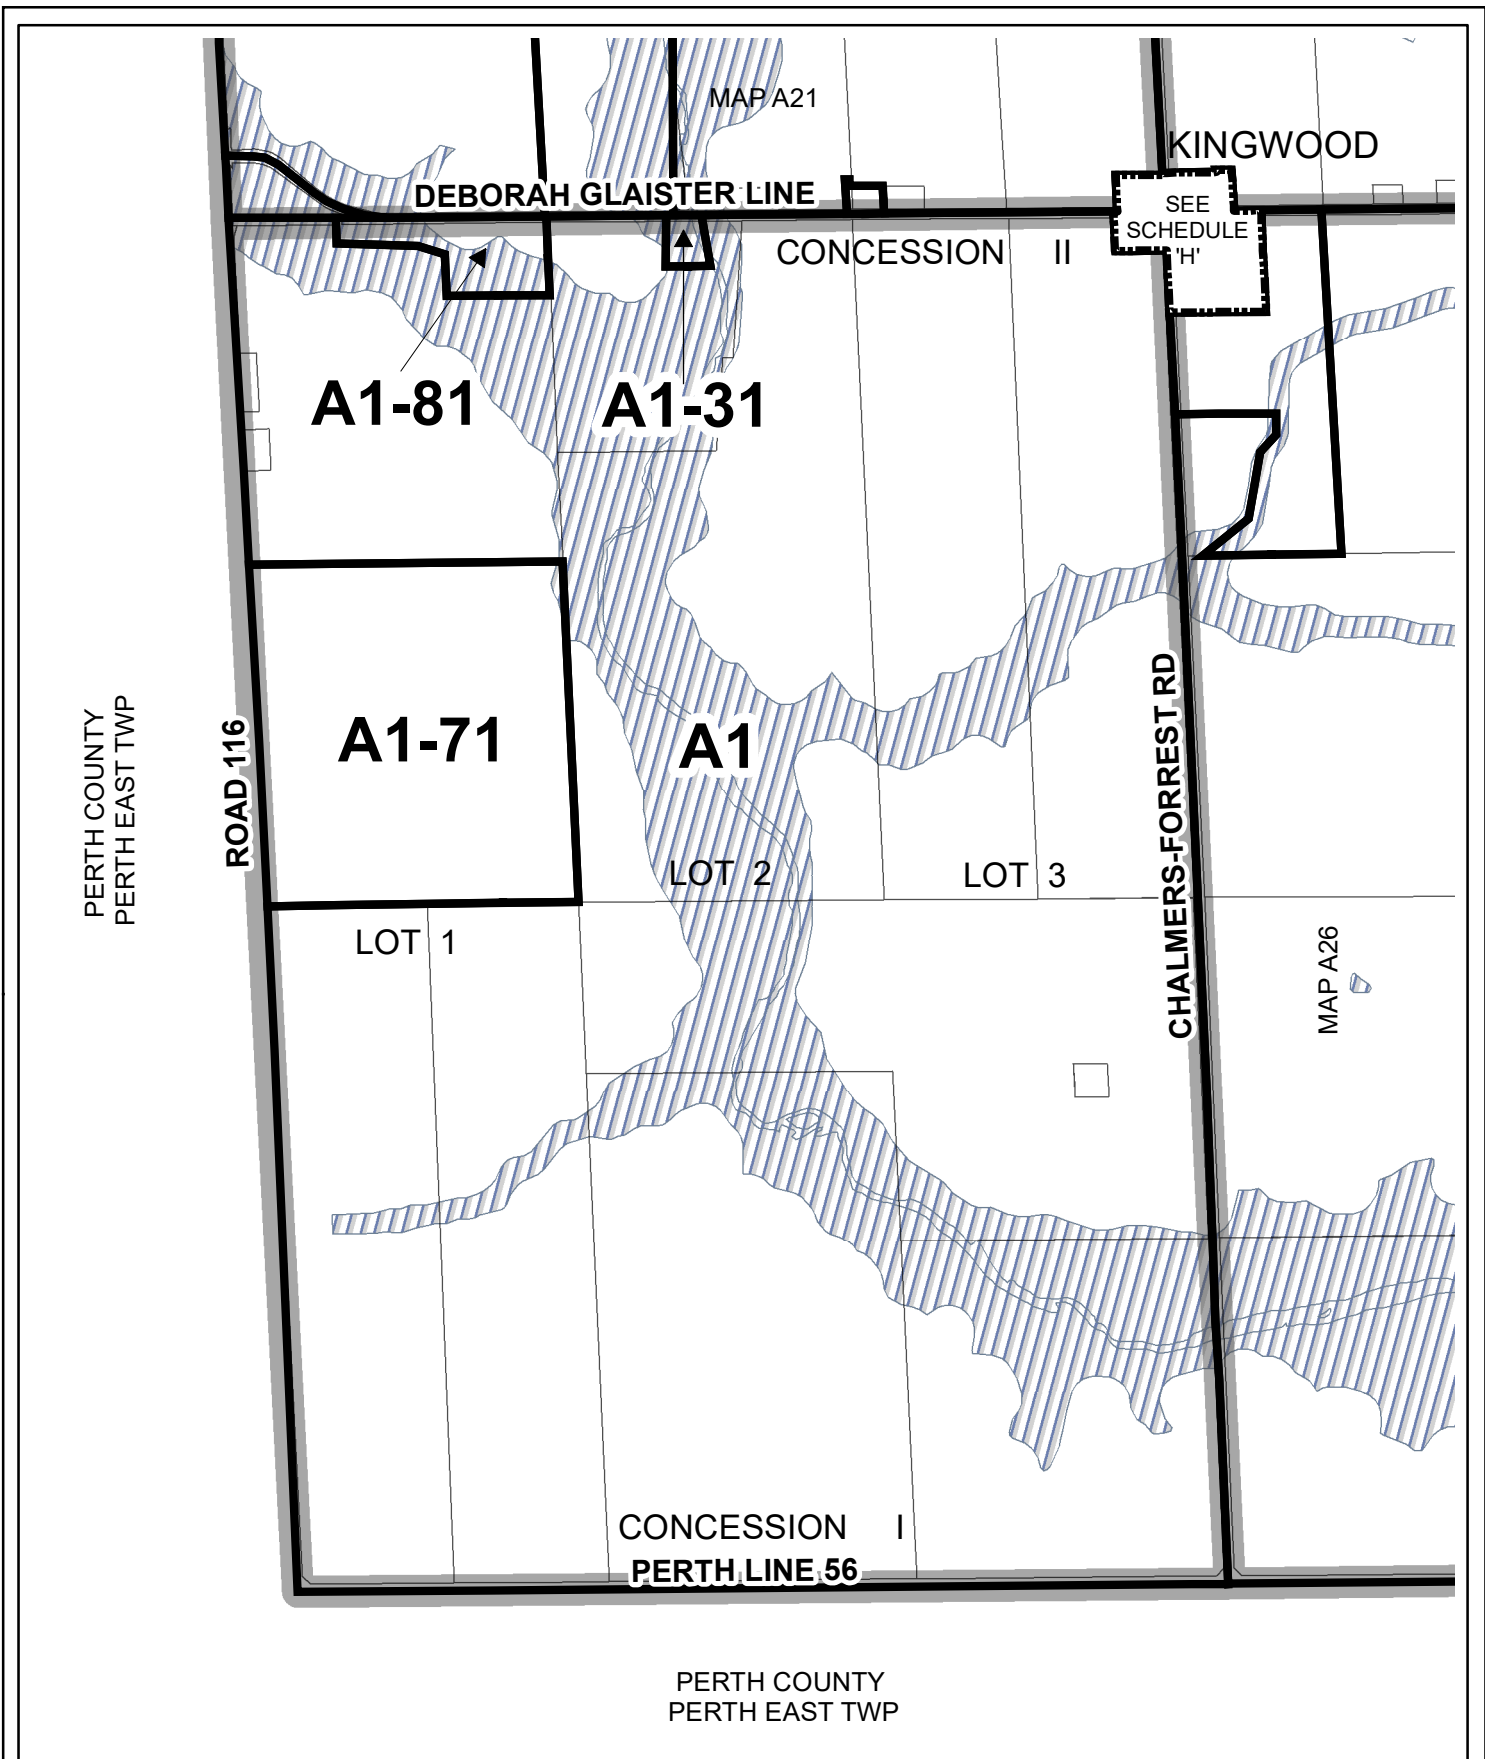 MAP A21
KINGWOOD
DEBORAH GLAISTER LINE
SEE
SCHEDULE
'H'
CONCESSION II
A1-81
A1-31
A1-71
A1
PERTH COUNTY
PERTH EAST TWP
ROAD 116
CHALMERS-FORREST RD
LOT 2
LOT 3
LOT 1
MAP A26
CONCESSION I
PERTH LINE 56
PERTH COUNTY
PERTH EAST TWP